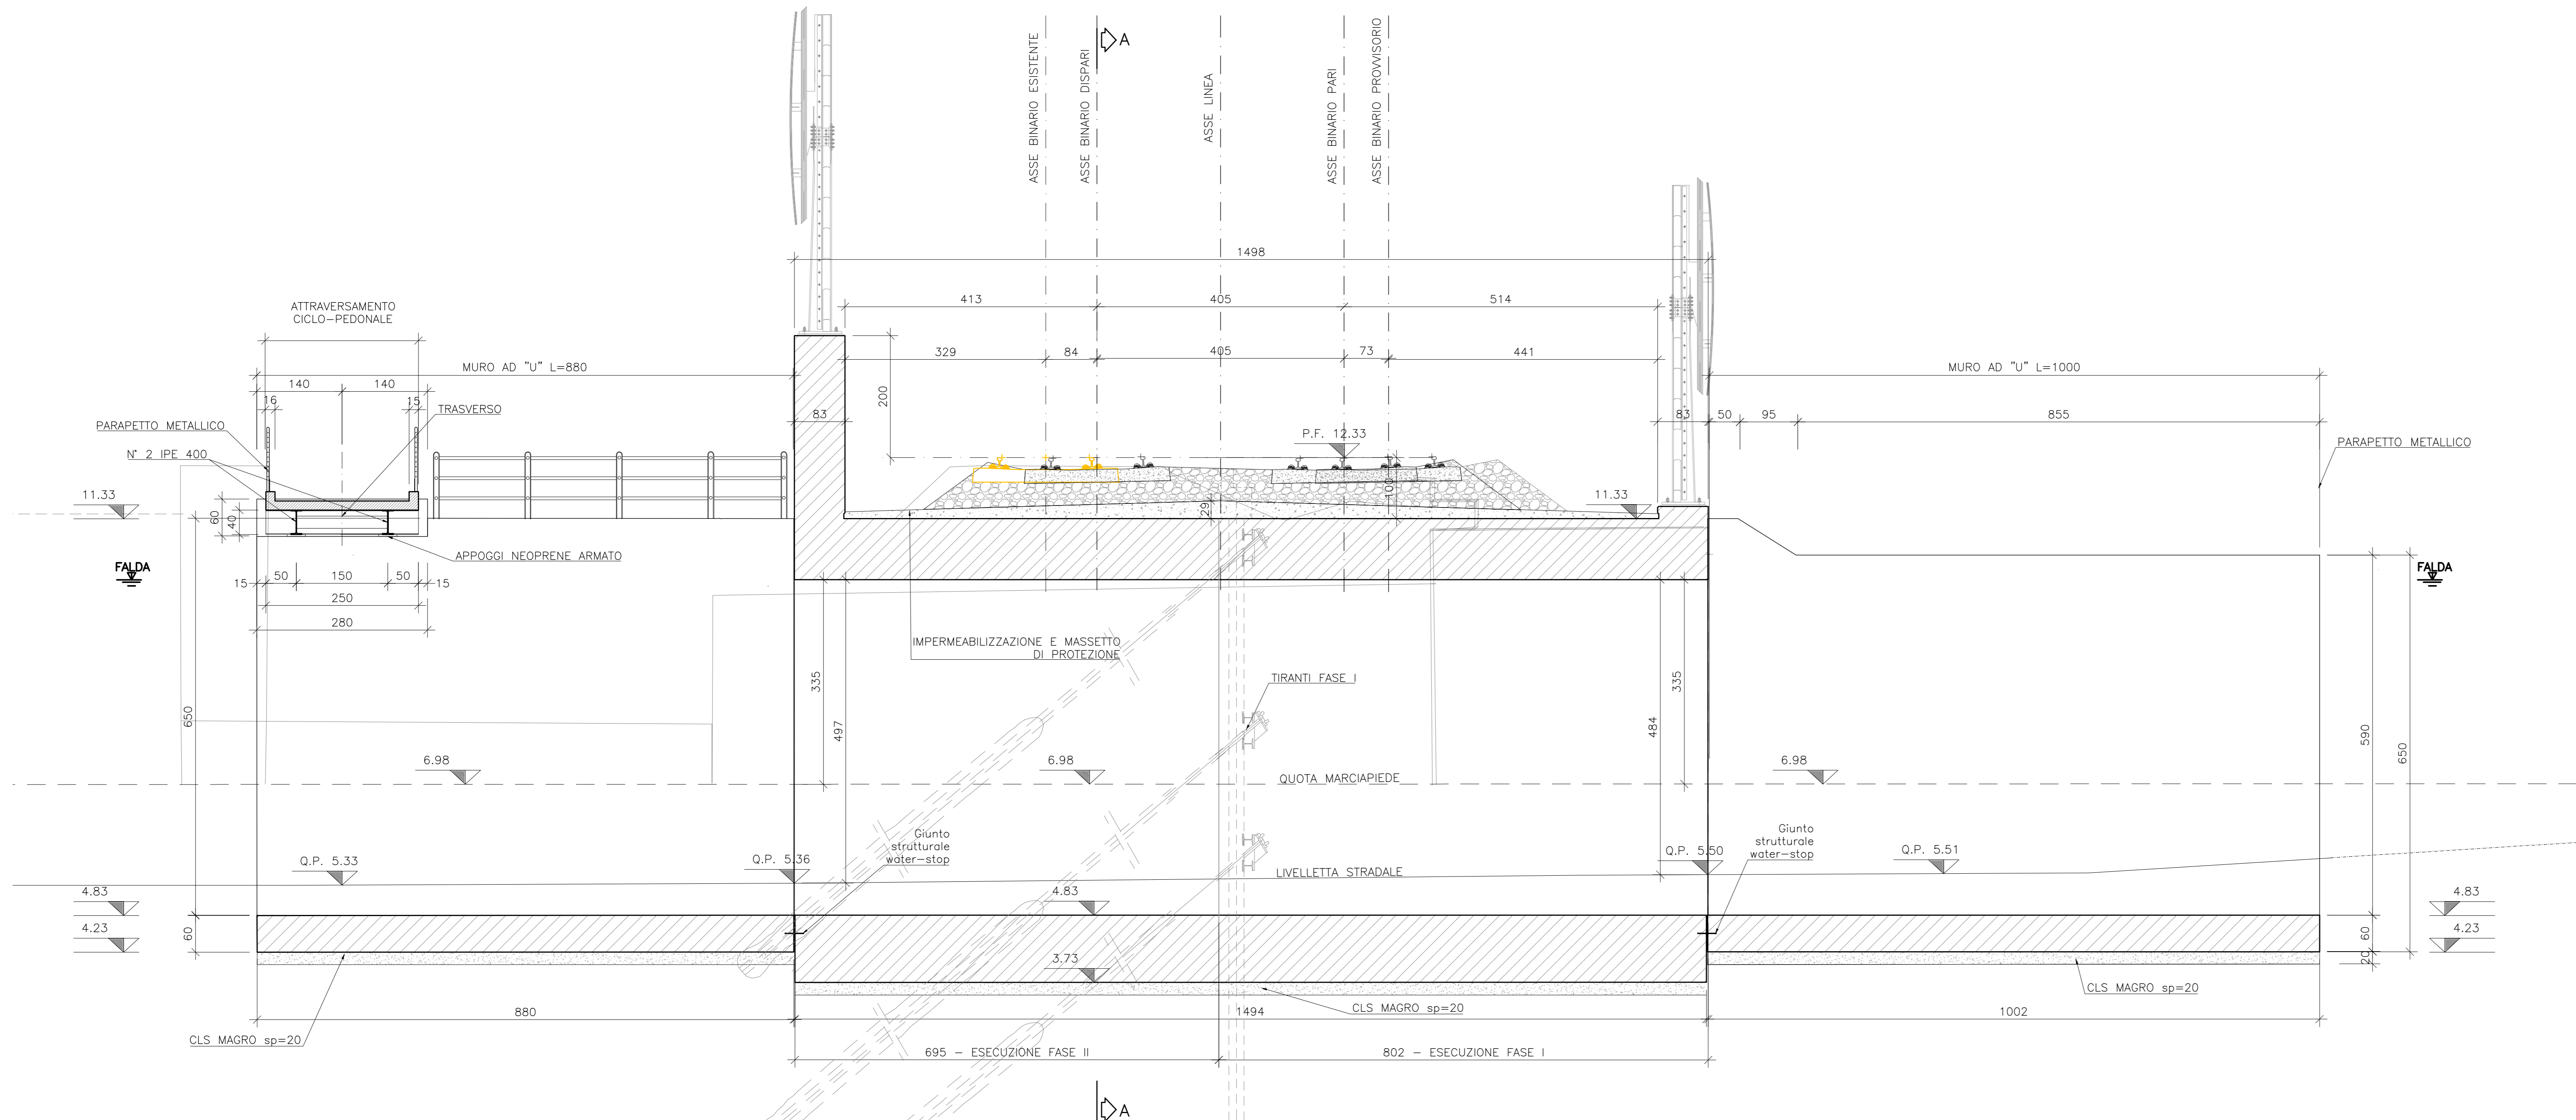 ASSE BINARIO ESISTENTE
ASSE BINARIO DISPARI
A
ASSE LINEA
ASSE BINARIO PARI
ASSE BINARIO PROVVISORIO
1498
413
405
514
329
84
405
73
441
ATTRAVERSAMENTO
CICLO-PEDONALE
MURO AD "U" L=880
MURO AD "U" L=1000
140
140
16
15
TRASVERSO
PARAPETTO METALLICO
N° 2 IPE 400
83
200
83
50
95
855
P.F. 12.33
PARAPETTO METALLICO
11.33
60
40
100
29
11.33
APPOGGI NEOPRENE ARMATO
FALDA
FALDA
15
50
150
50
15
250
280
IMPERMEABILIZZAZIONE E MASSETTO
DI PROTEZIONE
TIRANTI FASE I
650
335
497
335
484
590
650
6.98
6.98
6.98
QUOTA MARCIAPIEDE
Giunto
strutturale
water-stop
Giunto
strutturale
water-stop
Q.P. 5.33
Q.P. 5.36
Q.P. 5.50
Q.P. 5.51
LIVELLETTA STRADALE
4.83
4.83
4.83
4.23
60
60
4.23
3.73
20
CLS MAGRO sp=20
CLS MAGRO sp=20
CLS MAGRO sp=20
880
1494
1002
695 - ESECUZIONE FASE II
802 - ESECUZIONE FASE I
A